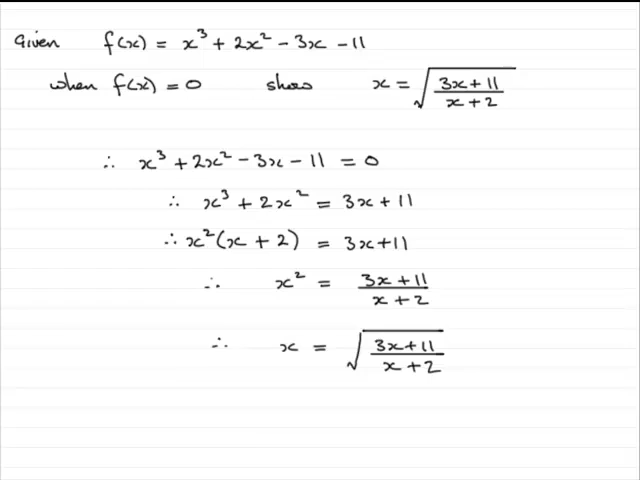 Given f(x) = x³ + 2x² - 3x - 11
when f(x) = 0 show x = √((3x + 11)/(x + 2))
∴ x³ + 2x² - 3x - 11 = 0
∴ x³ + 2x² = 3x + 11
∴ x²(x + 2) = 3x + 11
∴ x² = (3x + 11)/(x + 2)
∴ x = √((3x + 11)/(x + 2))